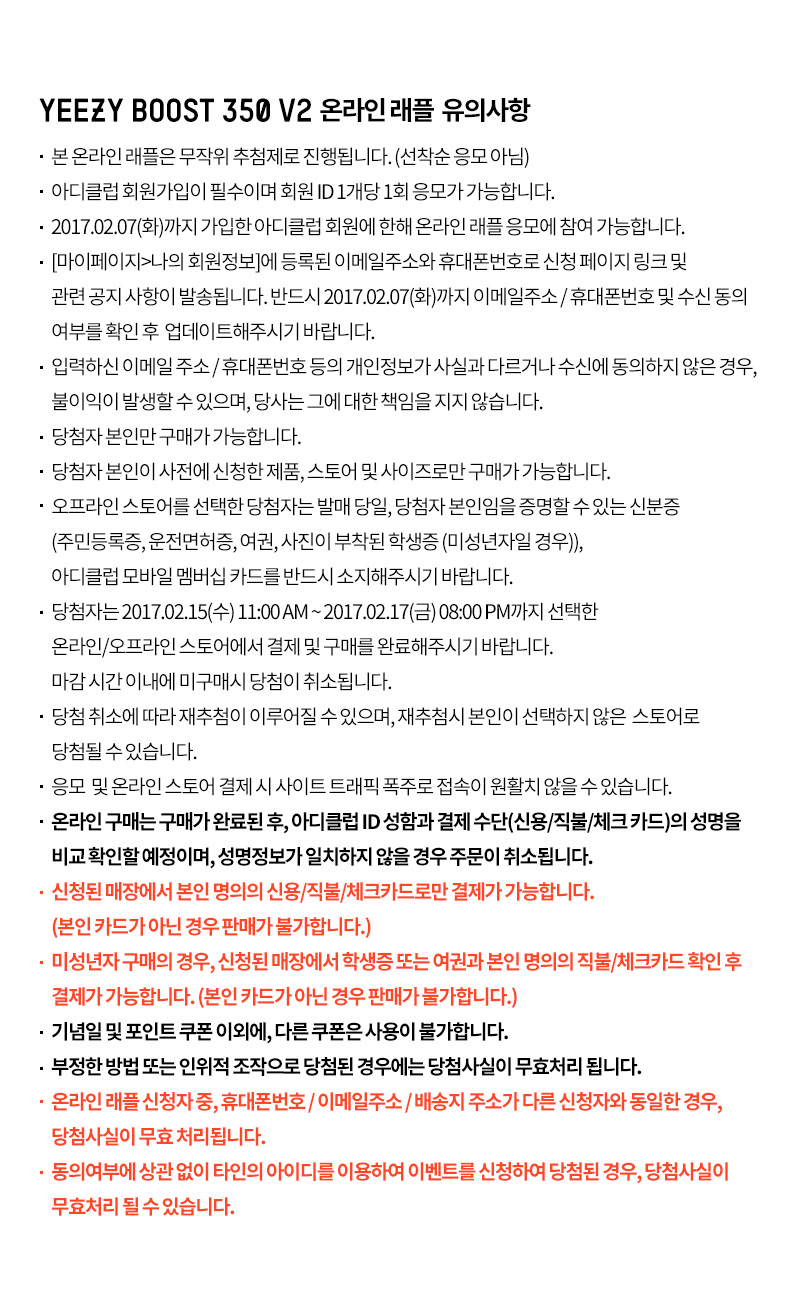 YEEZY BOOST 350 V2 온라인 래플 유의사항
· 본 온라인 래플은 무작위 추첨제로 진행됩니다. (선착순 응모 아님)
· 아디클럽 회원가입이 필수이며 회원 ID 1개당 1회 응모가 가능합니다.
· 2017.02.07(화)까지 가입한 아디클럽 회원에 한해 온라인 래플 응모에 참여 가능합니다.
· [마이페이지>나의 회원정보]에 등록된 이메일주소와 휴대폰번호로 신청 페이지 링크 및
관련 공지 사항이 발송됩니다. 반드시 2017.02.07(화)까지 이메일주소 / 휴대폰번호 및 수신 동의
여부를 확인 후 업데이트해주시기 바랍니다.
· 입력하신 이메일 주소 / 휴대폰번호 등의 개인정보가 사실과 다르거나 수신에 동의하지 않은 경우,
불이익이 발생할 수 있으며, 당사는 그에 대한 책임을 지지 않습니다.
· 당첨자 본인만 구매가 가능합니다.
· 당첨자 본인이 사전에 신청한 제품, 스토어 및 사이즈로만 구매가 가능합니다.
· 오프라인 스토어를 선택한 당첨자는 발매 당일, 당첨자 본인임을 증명할 수 있는 신분증
(주민등록증, 운전면허증, 여권, 사진이 부착된 학생증 (미성년자일 경우)),
아디클럽 모바일 멤버십 카드를 반드시 소지해주시기 바랍니다.
· 당첨자는 2017.02.15(수) 11:00 AM ~ 2017.02.17(금) 08:00 PM까지 선택한
온라인/오프라인 스토어에서 결제 및 구매를 완료해주시기 바랍니다.
마감 시간 이내에 미구매시 당첨이 취소됩니다.
· 당첨 취소에 따라 재추첨이 이루어질 수 있으며, 재추첨시 본인이 선택하지 않은 스토어로
당첨될 수 있습니다.
· 응모 및 온라인 스토어 결제 시 사이트 트래픽 폭주로 접속이 원활치 않을 수 있습니다.
· 온라인 구매는 구매가 완료된 후, 아디클럽 ID 성함과 결제 수단(신용/직불/체크 카드)의 성명을
비교 확인할 예정이며, 성명정보가 일치하지 않을 경우 주문이 취소됩니다.
· 신청된 매장에서 본인 명의의 신용/직불/체크카드로만 결제가 가능합니다.
(본인 카드가 아닌 경우 판매가 불가합니다.)
· 미성년자 구매의 경우, 신청된 매장에서 학생증 또는 여권과 본인 명의의 직불/체크카드 확인 후
결제가 가능합니다. (본인 카드가 아닌 경우 판매가 불가합니다.)
· 기념일 및 포인트 쿠폰 이외에, 다른 쿠폰은 사용이 불가합니다.
· 부정한 방법 또는 인위적 조작으로 당첨된 경우에는 당첨사실이 무효처리 됩니다.
· 온라인 래플 신청자 중, 휴대폰번호 / 이메일주소 / 배송지 주소가 다른 신청자와 동일한 경우,
당첨사실이 무효 처리됩니다.
· 동의여부에 상관 없이 타인의 아이디를 이용하여 이벤트를 신청하여 당첨된 경우, 당첨사실이
무효처리 될 수 있습니다.